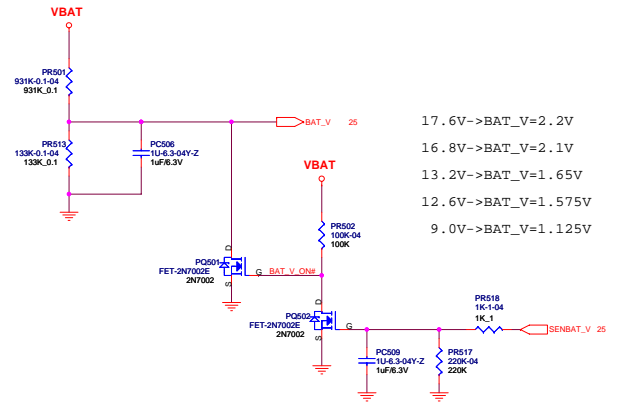 VBAT
PR501
931K-0.1-04
931K_0.1
BAT_V 25
PR513
133K-0.1-04
133K_0.1
PC506
1U-6.3-04Y-Z
1uF/6.3V
17.6V->BAT_V=2.2V
16.8V->BAT_V=2.1V
13.2V->BAT_V=1.65V
12.6V->BAT_V=1.575V
9.0V->BAT_V=1.125V
VBAT
PR502
100K-04
100K
D
PQ501
FET-2N7002E
2N7002
G
S
BAT_V_ON#
D
PQ502
FET-2N7002E
2N7002
G
S
PR518
1K-1-04
1K_1
SENBAT_V 25
PC509
1U-6.3-04Y-Z
1uF/6.3V
PR517
220K-04
220K